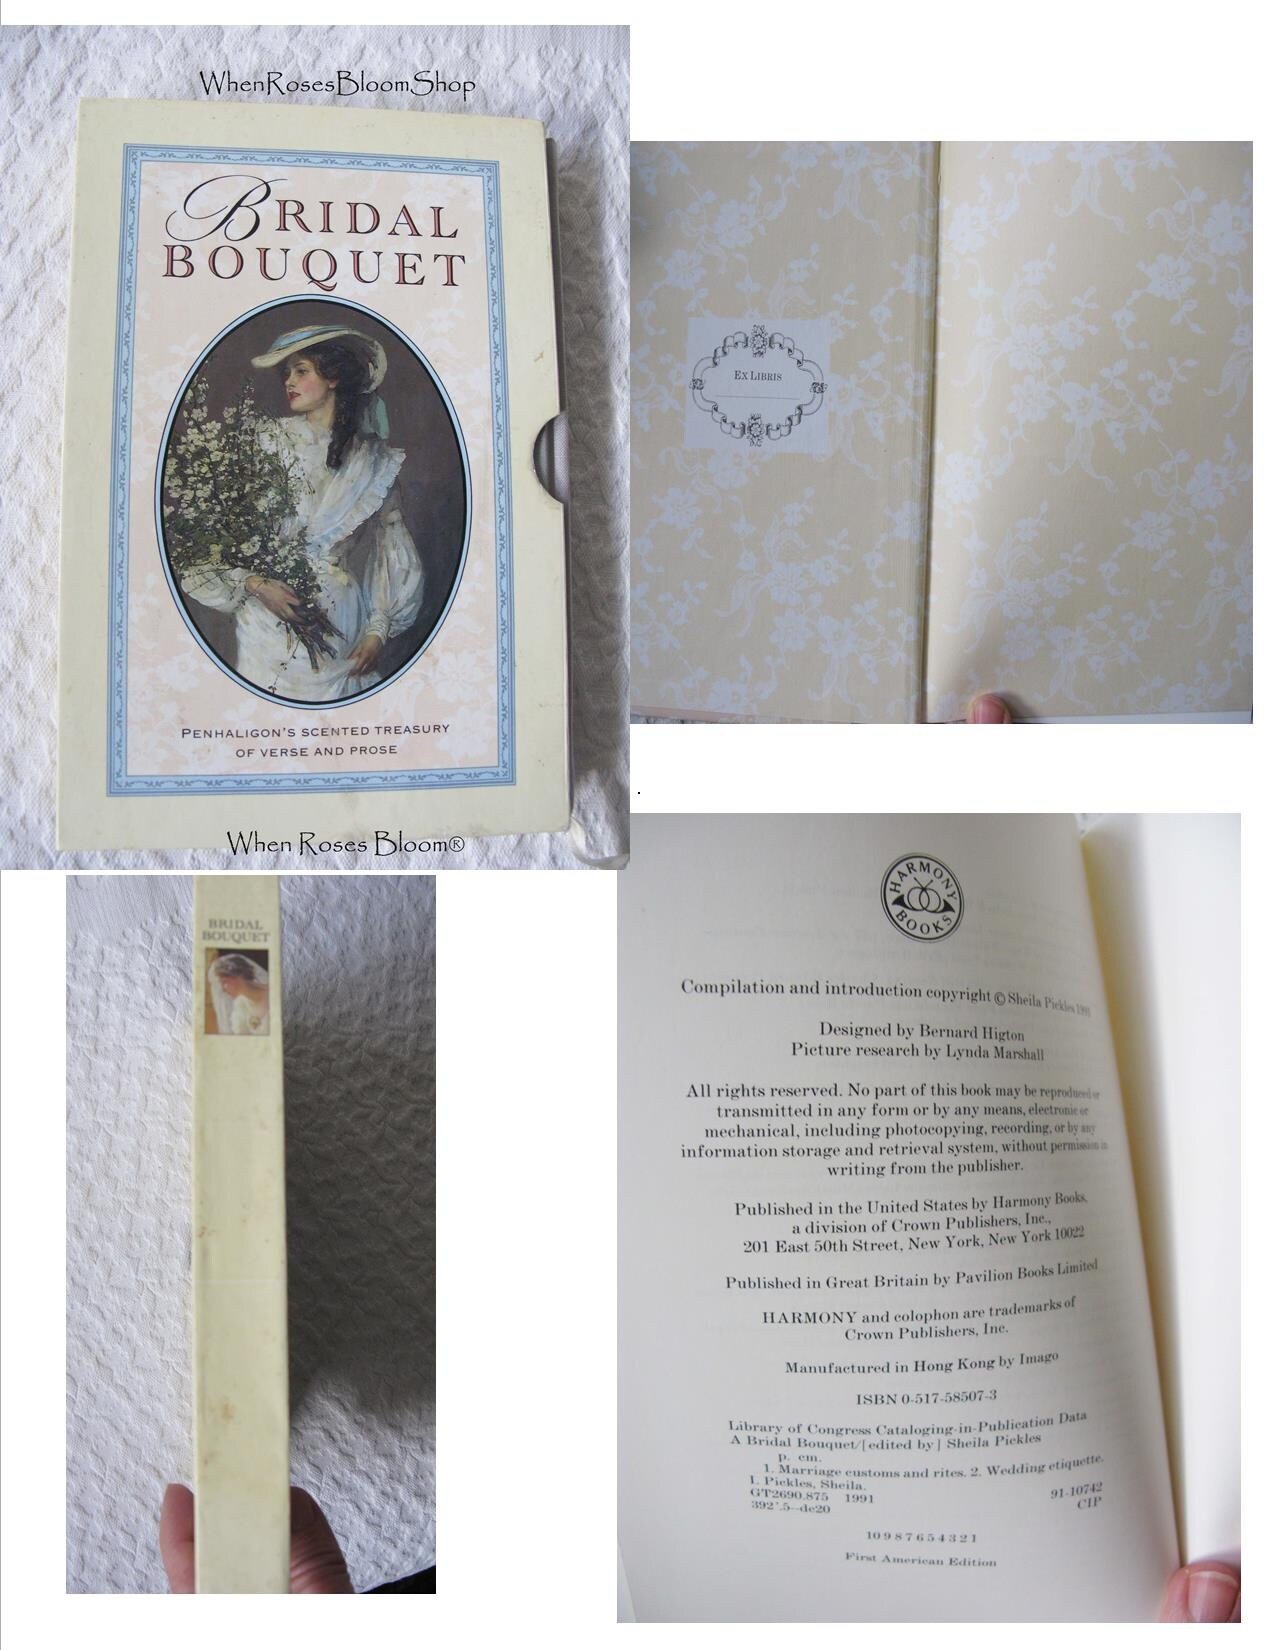 WhenRosesBloomShop
BRIDAL
BOUQUET
PENHALIGON'S SCENTED TREASURY
OF VERSE AND PROSE
When Roses Bloom®
EX LIBRIS
BRIDAL
BOUQUET
HARMONY
BOOKS
Compilation and introduction copyright © Sheila Pickles 1991
Designed by Bernard Higton
Picture research by Lynda Marshall
All rights reserved. No part of this book may be reproduced or
transmitted in any form or by any means, electronic or
mechanical, including photocopying, recording, or by any
information storage and retrieval system, without permission in
writing from the publisher.
Published in the United States by Harmony Books,
a division of Crown Publishers, Inc.,
201 East 50th Street, New York, New York 10022
Published in Great Britain by Pavilion Books Limited
HARMONY and colophon are trademarks of
Crown Publishers, Inc.
Manufactured in Hong Kong by Imago
ISBN 0-517-58507-3
Library of Congress Cataloging-in-Publication Data
A Bridal Bouquet/[edited by] Sheila Pickles
p. cm.
1. Marriage customs and rites. 2. Wedding etiquette.
I. Pickles, Sheila.
GT2690.875 1991 91-10742
392'.5--dc20 CIP
10 9 8 7 6 5 4 3 2 1
First American Edition